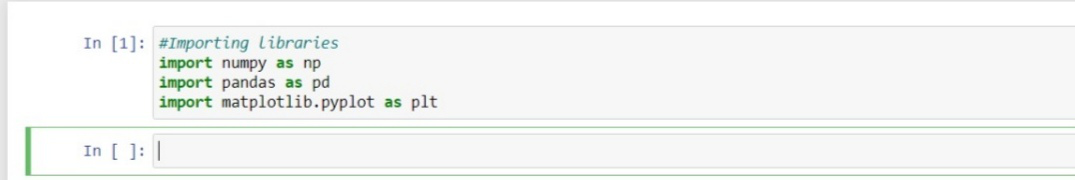 In [1]: #Importing libraries
import numpy as np
import pandas as pd
import matplotlib.pyplot as plt
In [ ]: